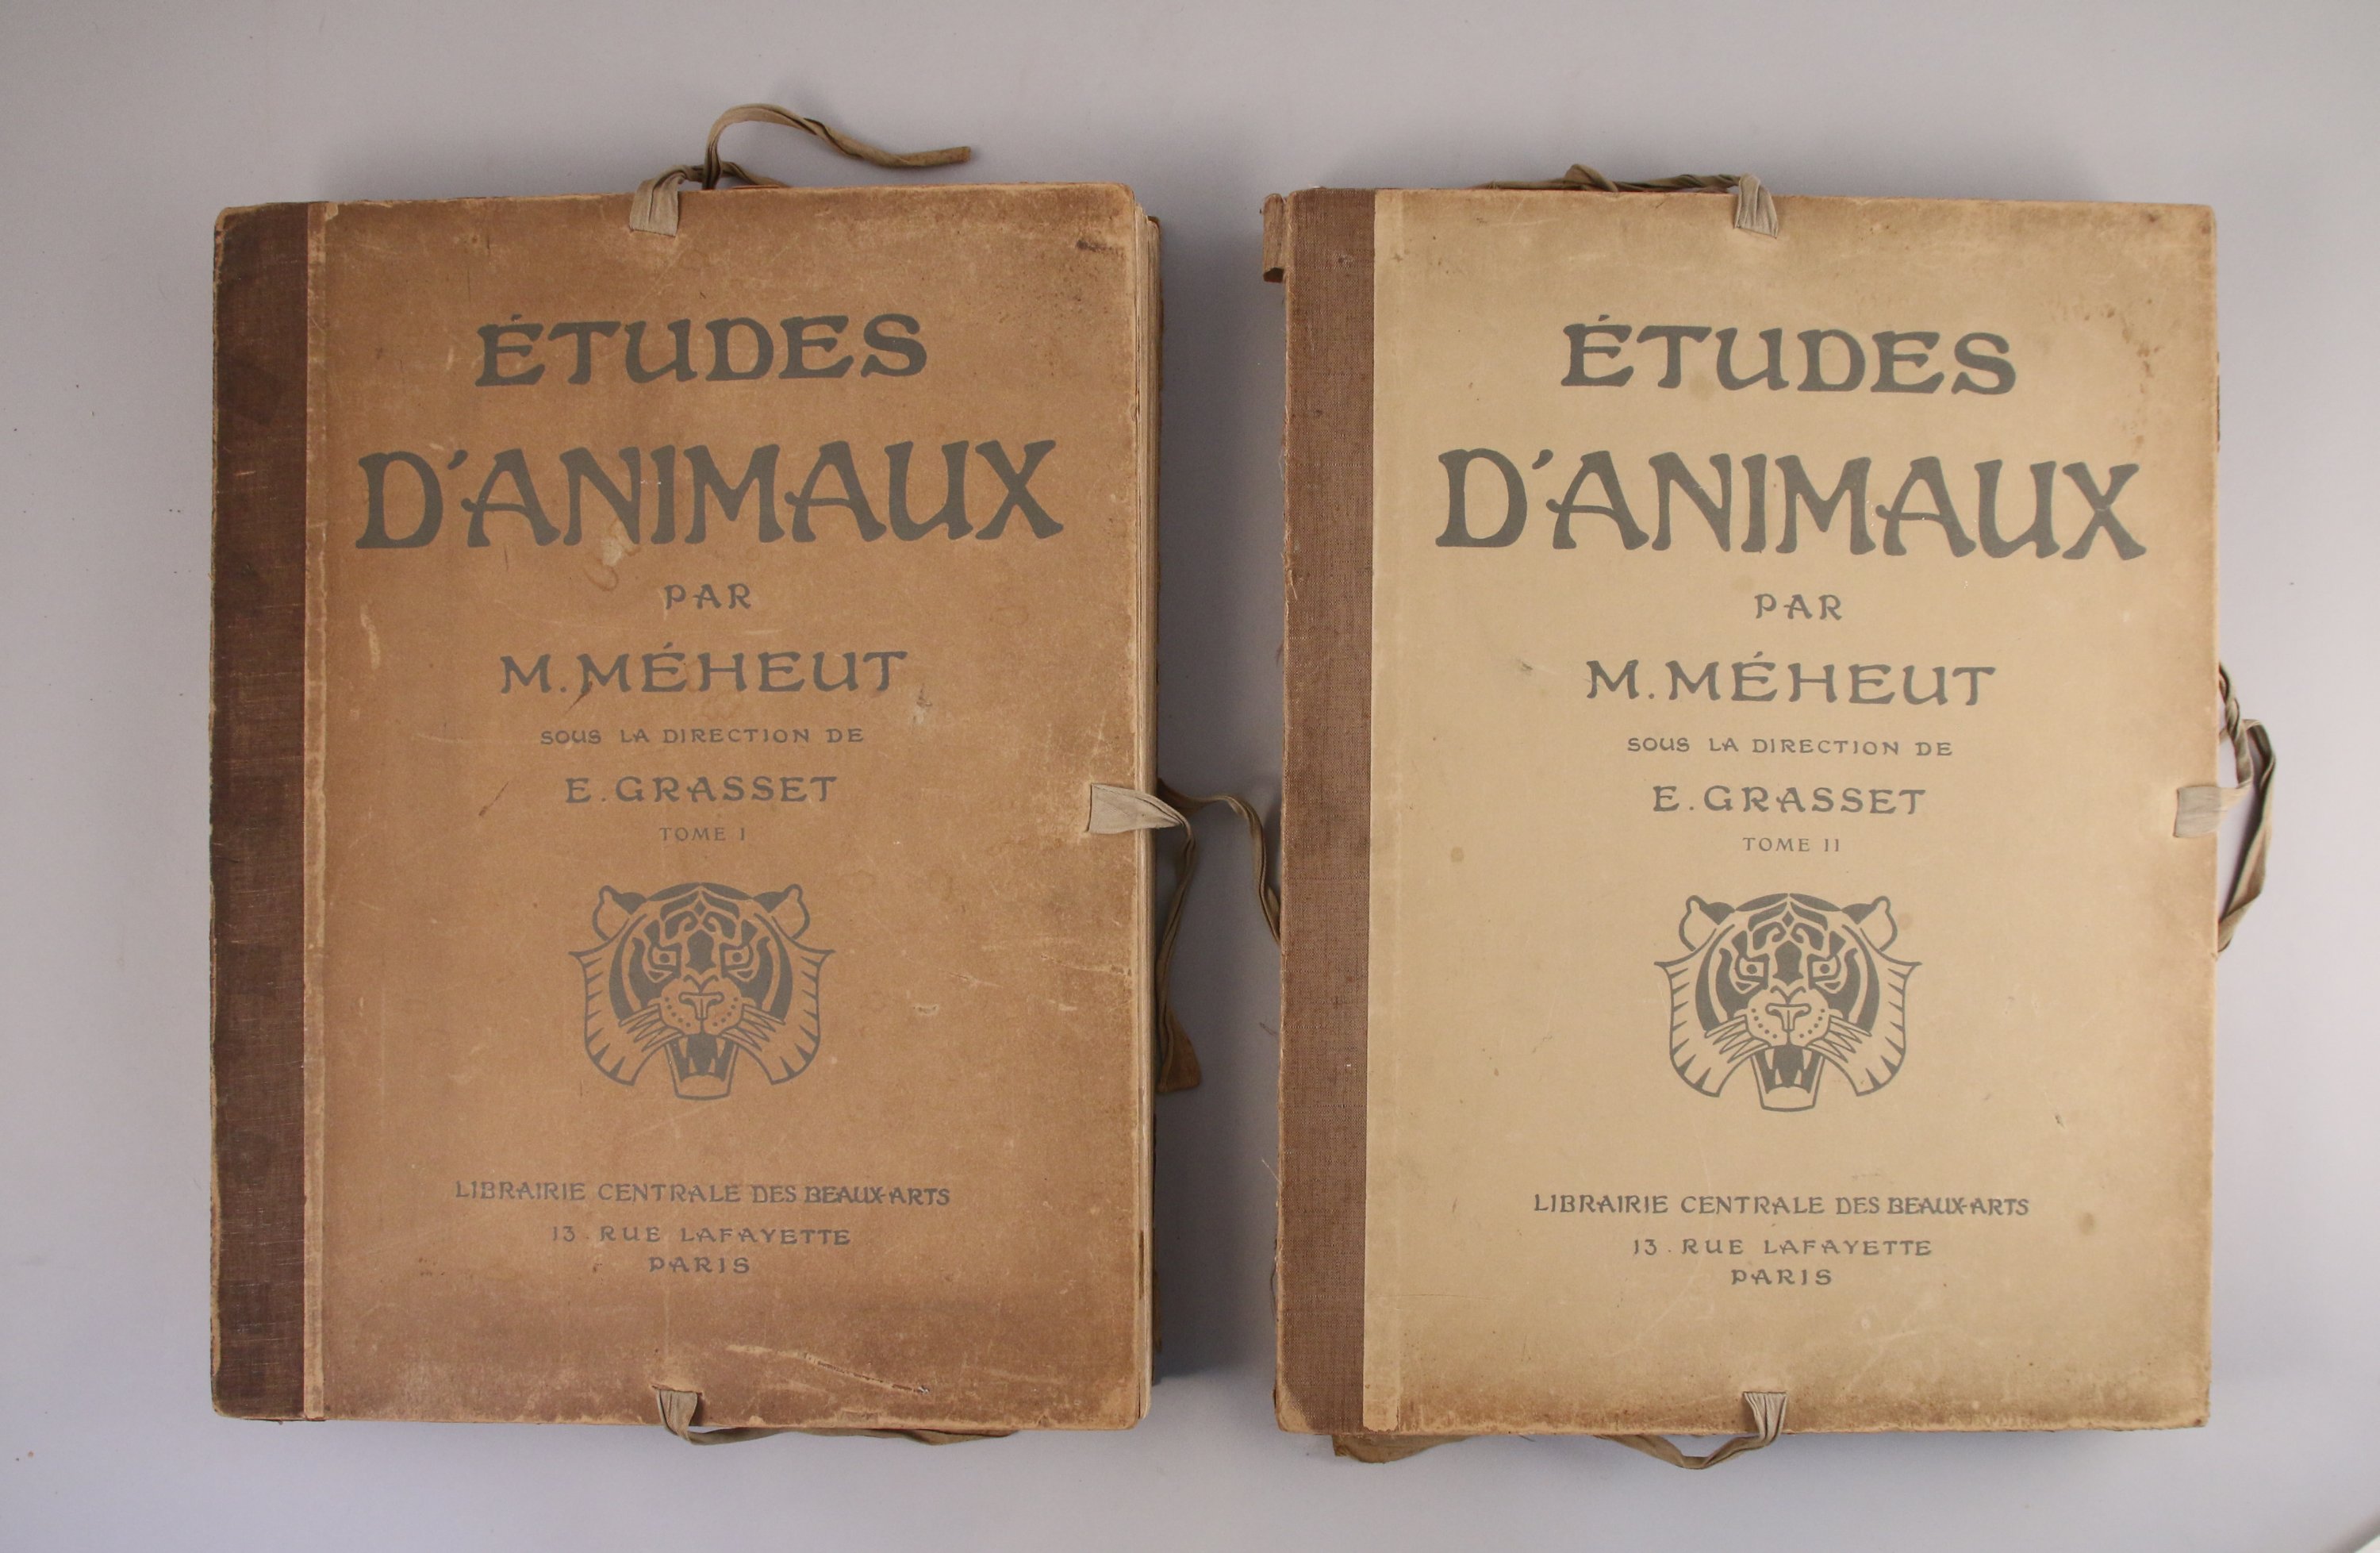 ÉTUDES
D'ANIMAUX
PAR
M. MÉHEUT
SOUS LA DIRECTION DE
E. GRASSET
TOME I
LIBRAIRIE CENTRALE DES BEAUX-ARTS
13. RUE LAFAYETTE
PARIS
ÉTUDES
D'ANIMAUX
PAR
M. MÉHEUT
SOUS LA DIRECTION DE
E. GRASSET
TOME II
LIBRAIRIE CENTRALE DES BEAUX-ARTS
13. RUE LAFAYETTE
PARIS